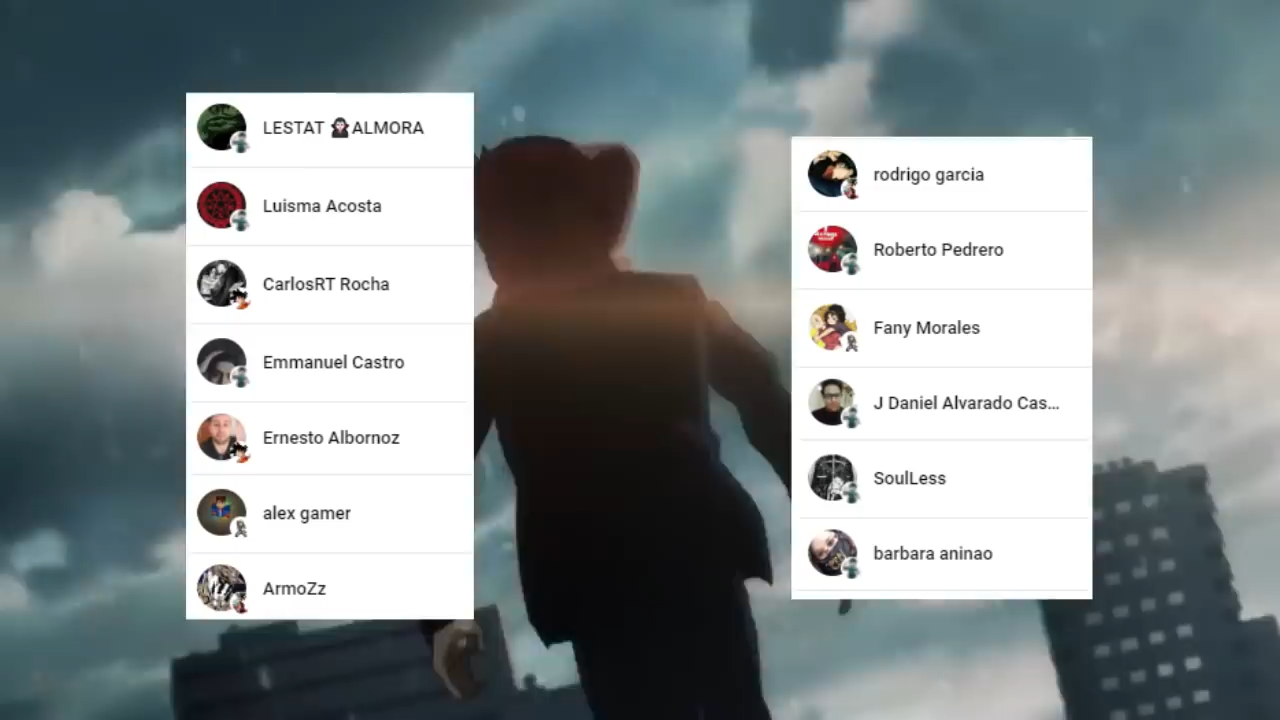 LESTAT 🧛ALMORA
Luisma Acosta
CarlosRT Rocha
Emmanuel Castro
Ernesto Albornoz
alex gamer
ArmoZz
rodrigo garcia
Roberto Pedrero
Fany Morales
J Daniel Alvarado Cas...
SoulLess
barbara aninao